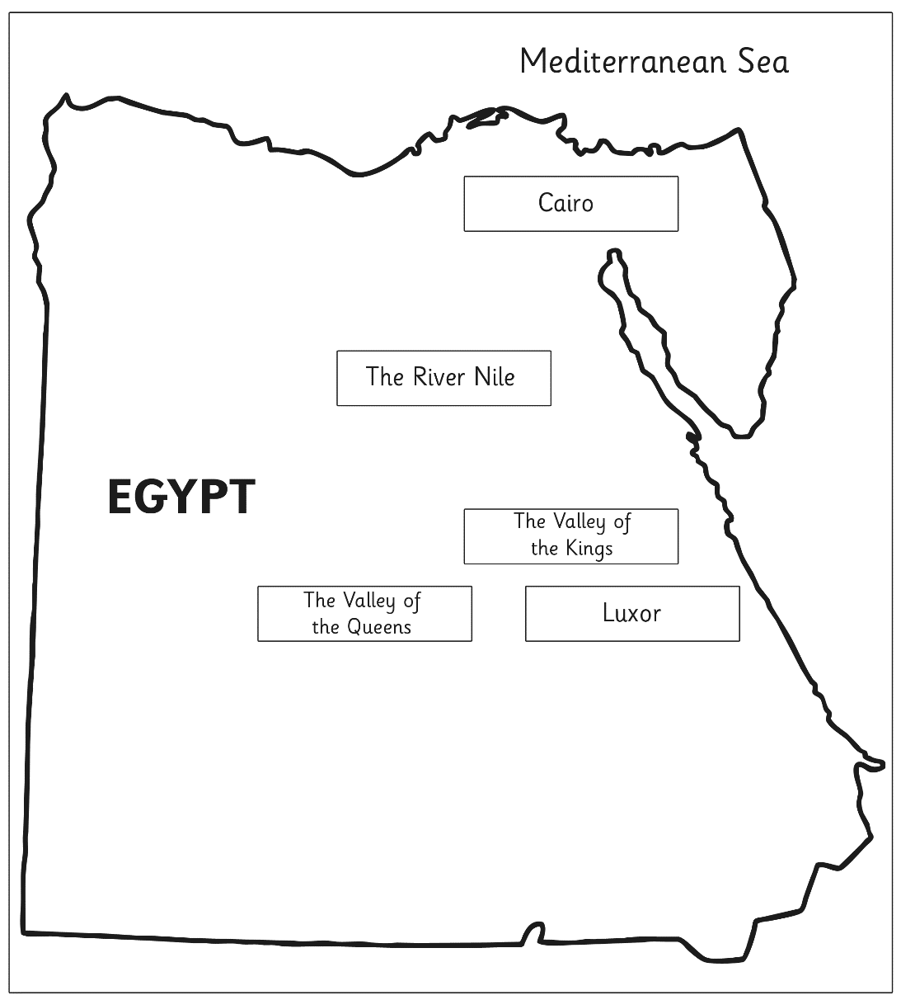 Mediterranean Sea
Cairo
The River Nile
EGYPT
The Valley of
the Kings
The Valley of
the Queens
Luxor